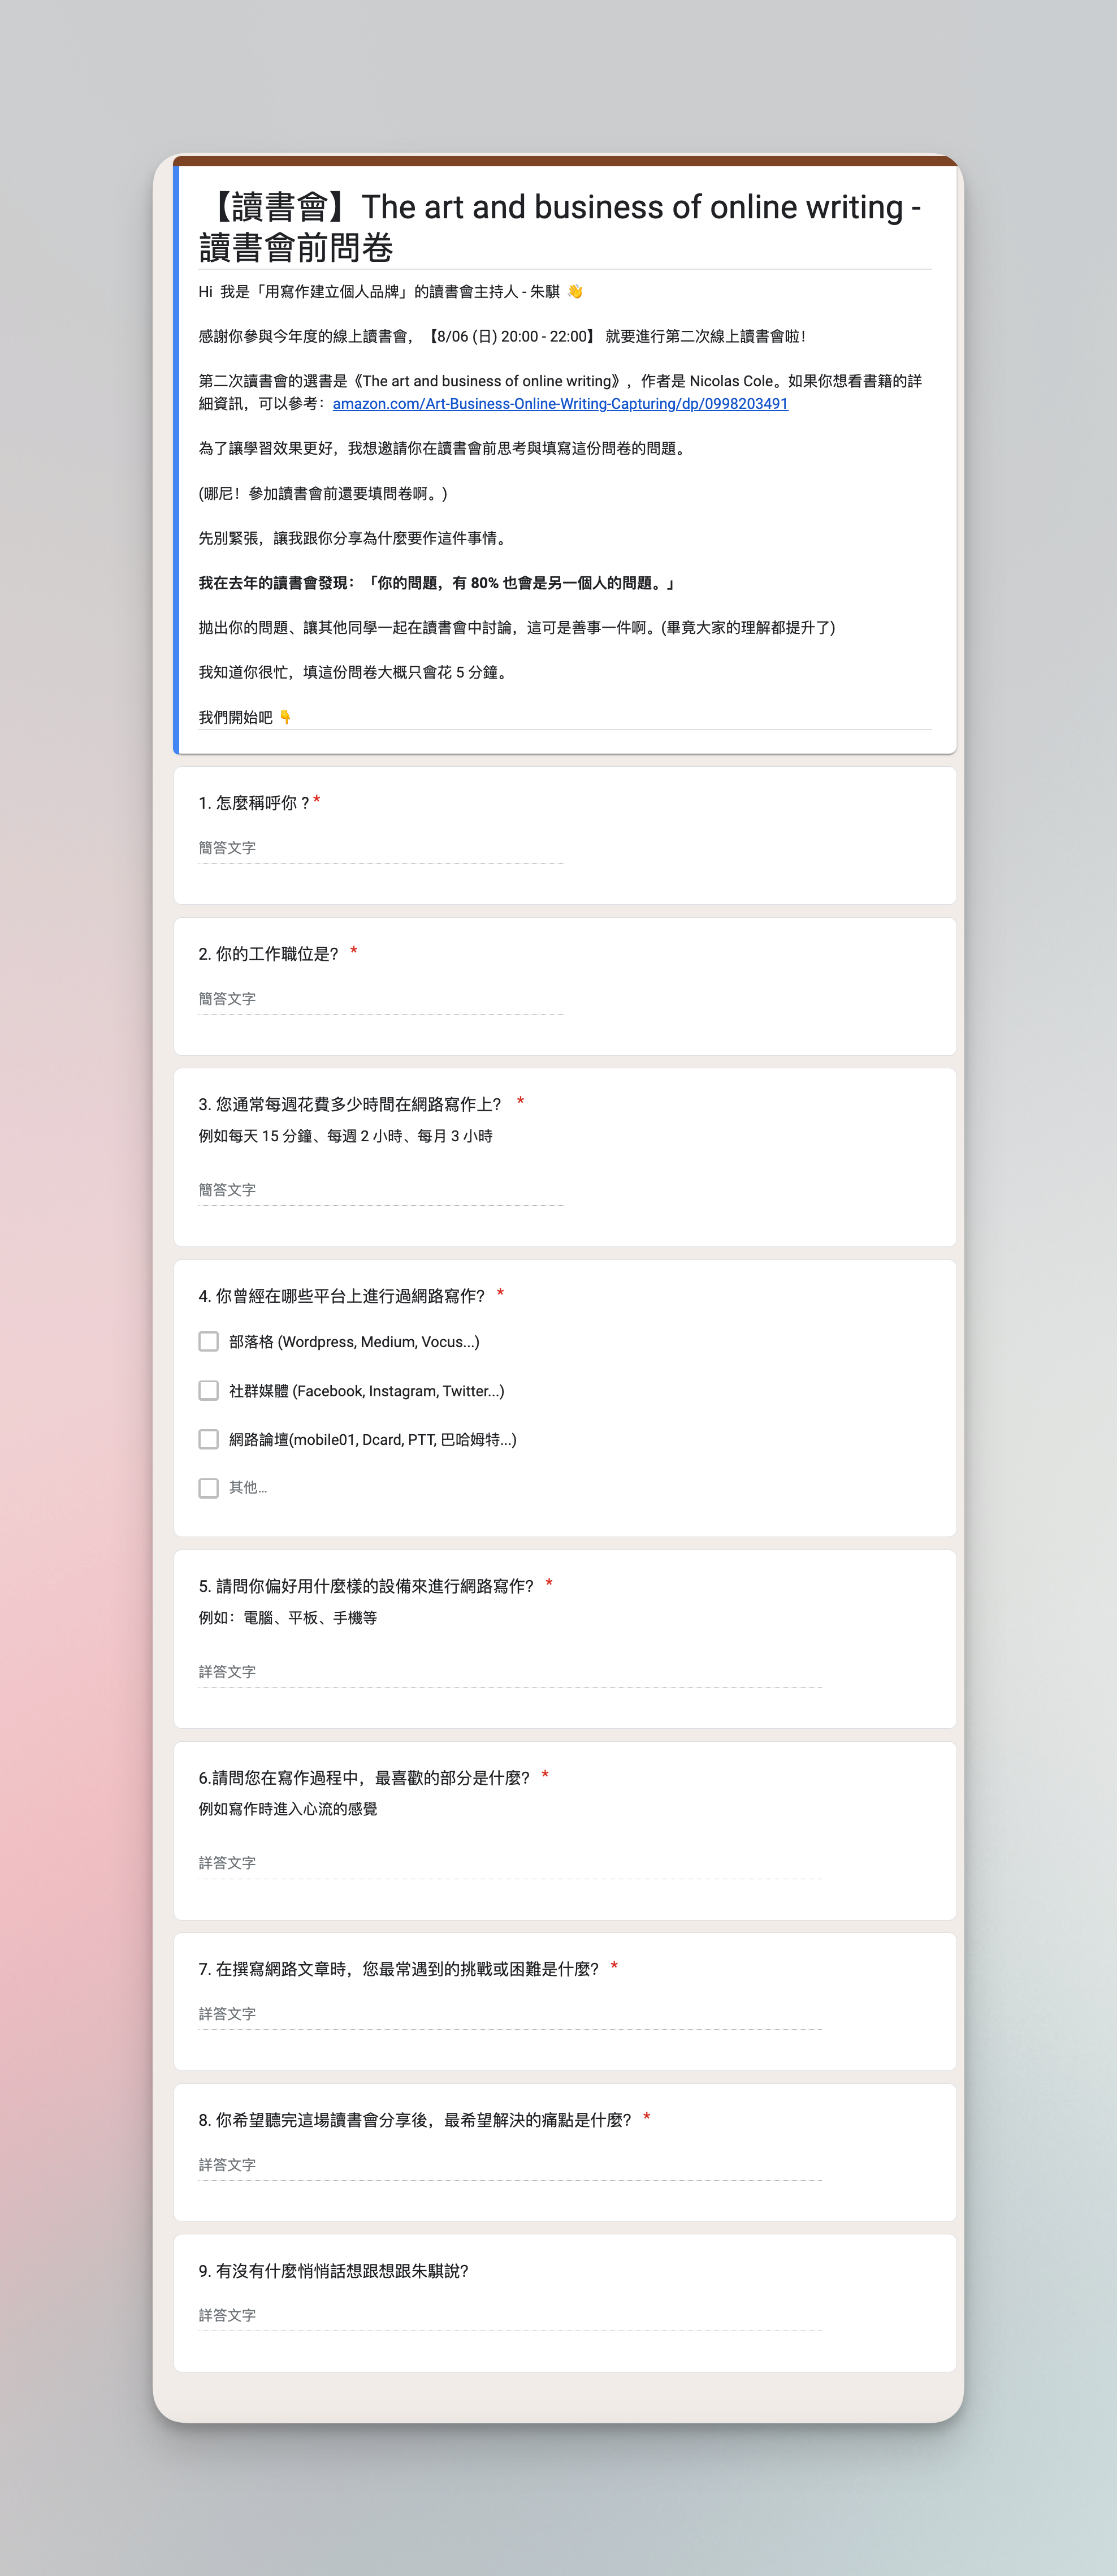 【讀書會】The art and business of online writing -
讀書會前問卷
Hi 我是「用寫作建立個人品牌」的讀書會主持人 - 朱騏 👋
感謝你參與今年度的線上讀書會，【8/06 (日) 20:00 - 22:00】 就要進行第二次線上讀書會啦！
第二次讀書會的選書是《The art and business of online writing》，作者是 Nicolas Cole。如果你想看書籍的詳
細資訊，可以參考：amazon.com/Art-Business-Online-Writing-Capturing/dp/0998203491
為了讓學習效果更好，我想邀請你在讀書會前思考與填寫這份問卷的問題。
(哪尼！參加讀書會前還要填問卷啊。)
先別緊張，讓我跟你分享為什麼要作這件事情。
我在去年的讀書會發現：「你的問題，有 80% 也會是另一個人的問題。」
拋出你的問題、讓其他同學一起在讀書會中討論，這可是善事一件啊。(畢竟大家的理解都提升了)
我知道你很忙，填這份問卷大概只會花 5 分鐘。
我們開始吧 👇
1. 怎麼稱呼你 ? *
簡答文字
2. 你的工作職位是? *
簡答文字
3. 您通常每週花費多少時間在網路寫作上? *
例如每天 15 分鐘、每週 2 小時、每月 3 小時
簡答文字
4. 你曾經在哪些平台上進行過網路寫作? *
部落格 (Wordpress, Medium, Vocus...)
社群媒體 (Facebook, Instagram, Twitter...)
網路論壇(mobile01, Dcard, PTT, 巴哈姆特...)
其他...
5. 請問你偏好用什麼樣的設備來進行網路寫作? *
例如：電腦、平板、手機等
詳答文字
6.請問您在寫作過程中，最喜歡的部分是什麼? *
例如寫作時進入心流的感覺
詳答文字
7. 在撰寫網路文章時，您最常遇到的挑戰或困難是什麼? *
詳答文字
8. 你希望聽完這場讀書會分享後，最希望解決的痛點是什麼? *
詳答文字
9. 有沒有什麼悄悄話想跟想跟朱騏說?
詳答文字